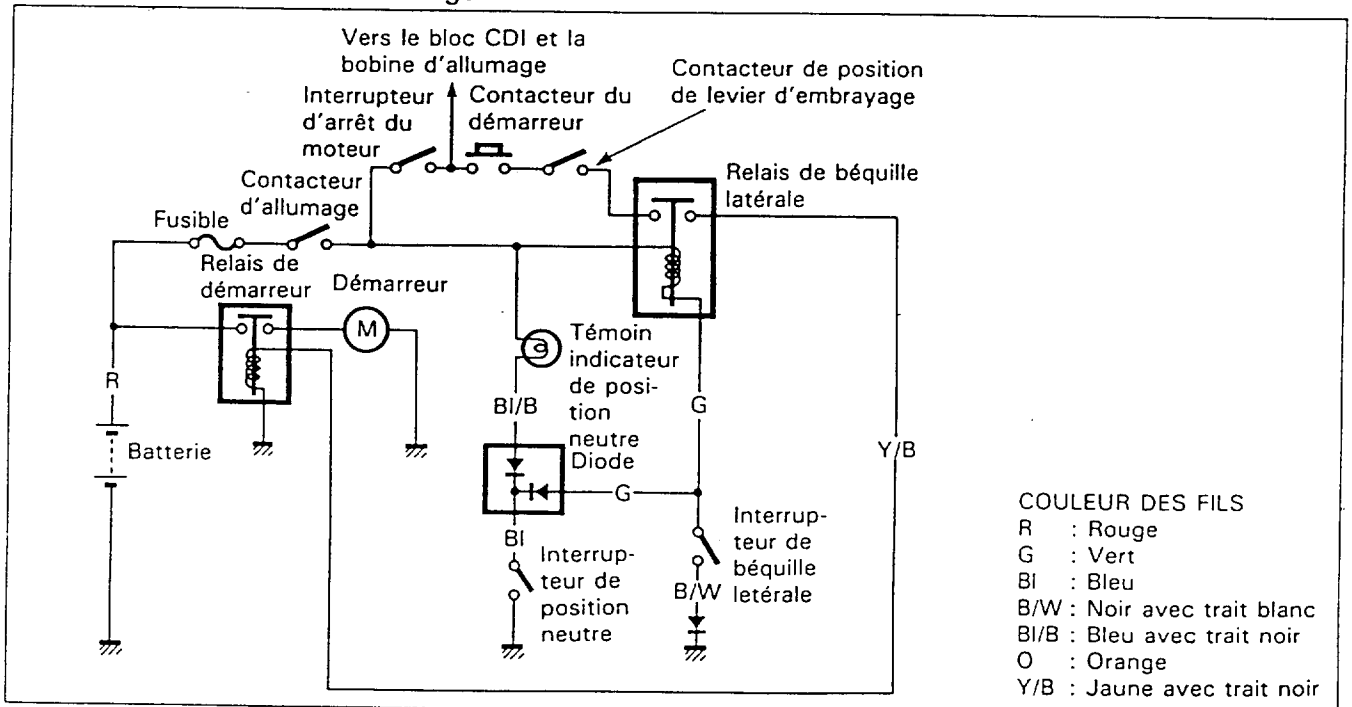 Vers le bloc CDI et la
bobine d'allumage
Interrupteur
d'arrêt du
moteur
Contacteur du
démarreur
Contacteur de position
de levier d'embrayage
Contacteur
d'allumage
Relais de béquille
latérale
Fusible
Relais de
démarreur
Démarreur
M
Témoin
indicateur
de posi-
tion
neutre
R
Batterie
Bl/B
G
Y/B
Diode
G
Bl
Interrup-
teur de
position
neutre
Interrup-
teur de
béquille
letérale
B/W
COULEUR DES FILS
R : Rouge
G : Vert
Bl : Bleu
B/W : Noir avec trait blanc
Bl/B : Bleu avec trait noir
O : Orange
Y/B : Jaune avec trait noir